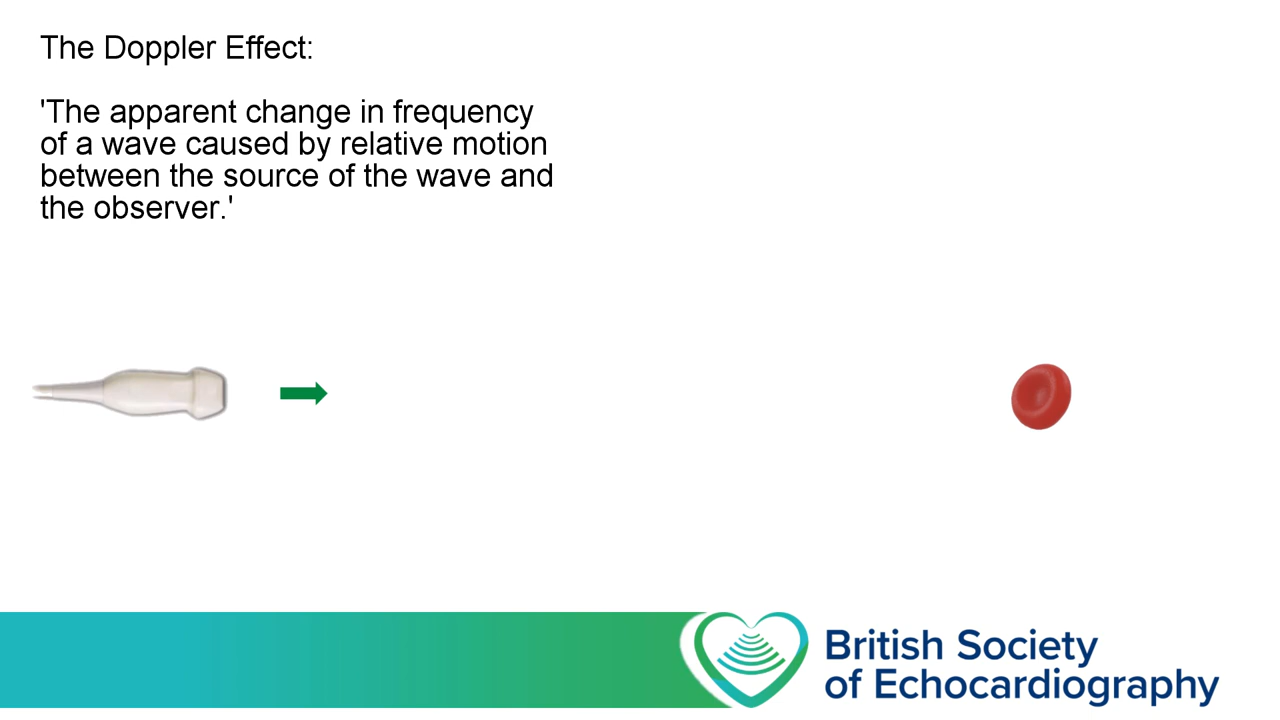 The Doppler Effect:
'The apparent change in frequency
of a wave caused by relative motion
between the source of the wave and
the observer.'
British Society
of Echocardiography